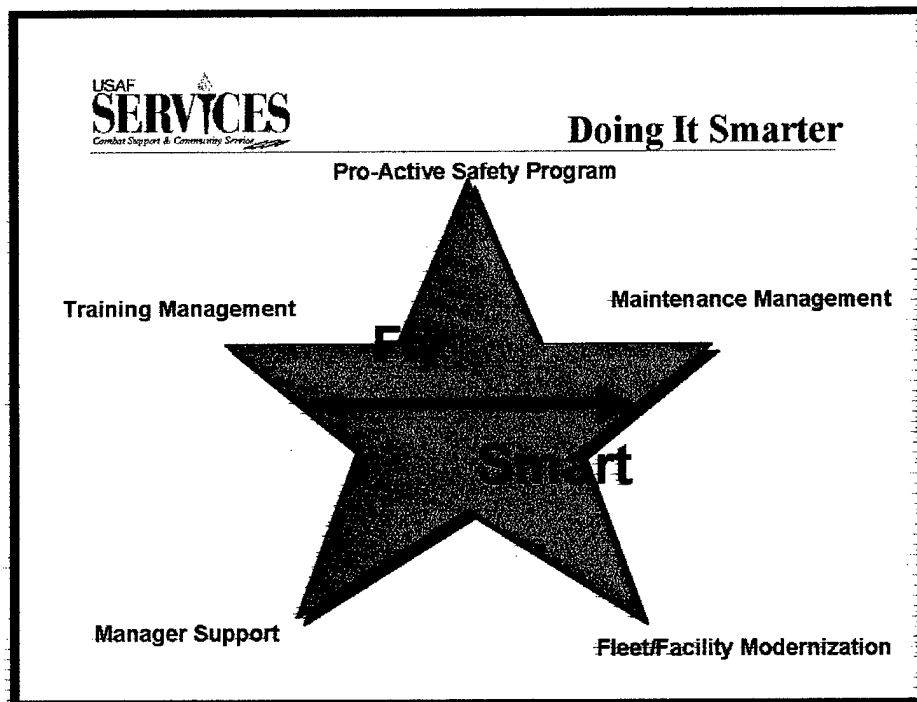 USAF
SERVICES
Combat Support & Community Service
Doing It Smarter
Pro-Active Safety Program
Training Management
Maintenance Management
Smart
Manager Support
Fleet/Facility Modernization